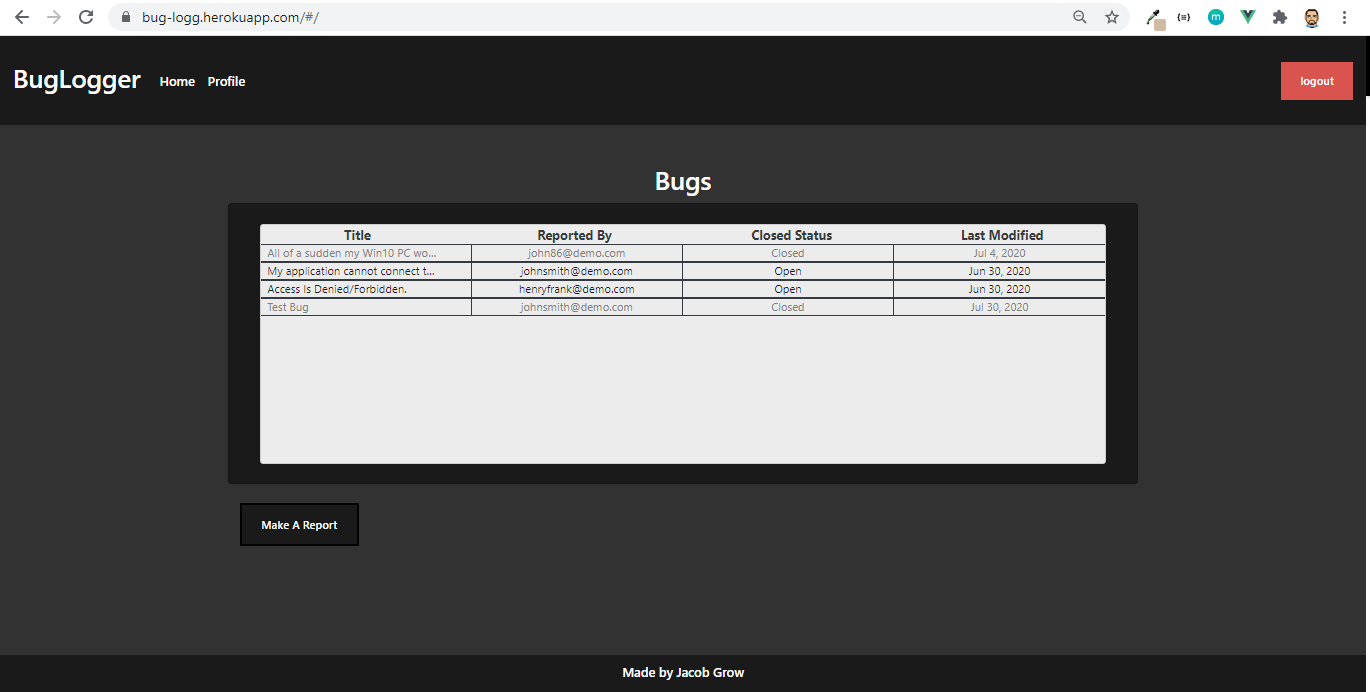 bug-logg.herokuapp.com/#/
BugLogger Home Profile logout
Bugs
Title Reported By Closed Status Last Modified
All of a sudden my Win10 PC wo... john86@demo.com Closed Jul 4, 2020
My application cannot connect t... johnsmith@demo.com Open Jun 30, 2020
Access Is Denied/Forbidden. henryfrank@demo.com Open Jun 30, 2020
Test Bug johnsmith@demo.com Closed Jul 30, 2020
Make A Report
Made by Jacob Grow